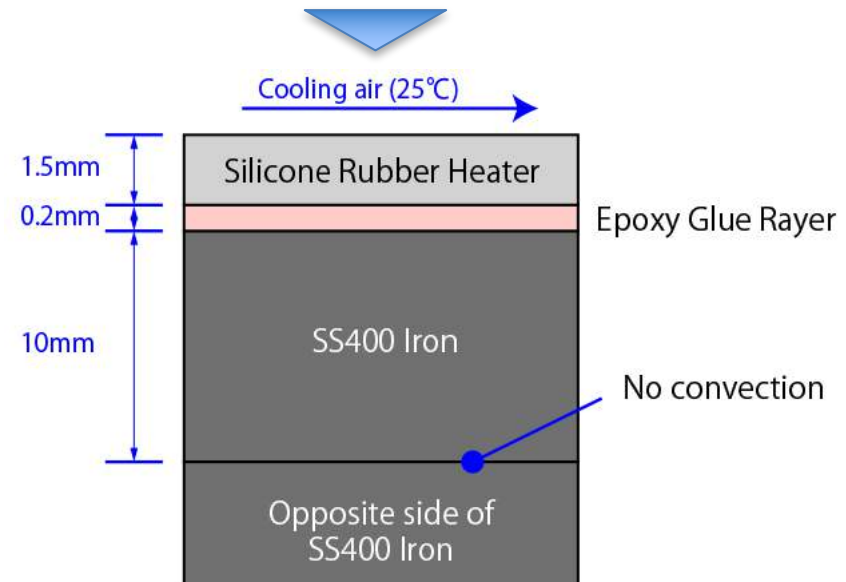 Cooling air (25℃)
1.5mm
Silicone Rubber Heater
0.2mm
Epoxy Glue Rayer
10mm
SS400 Iron
No convection
Opposite side of
SS400 Iron